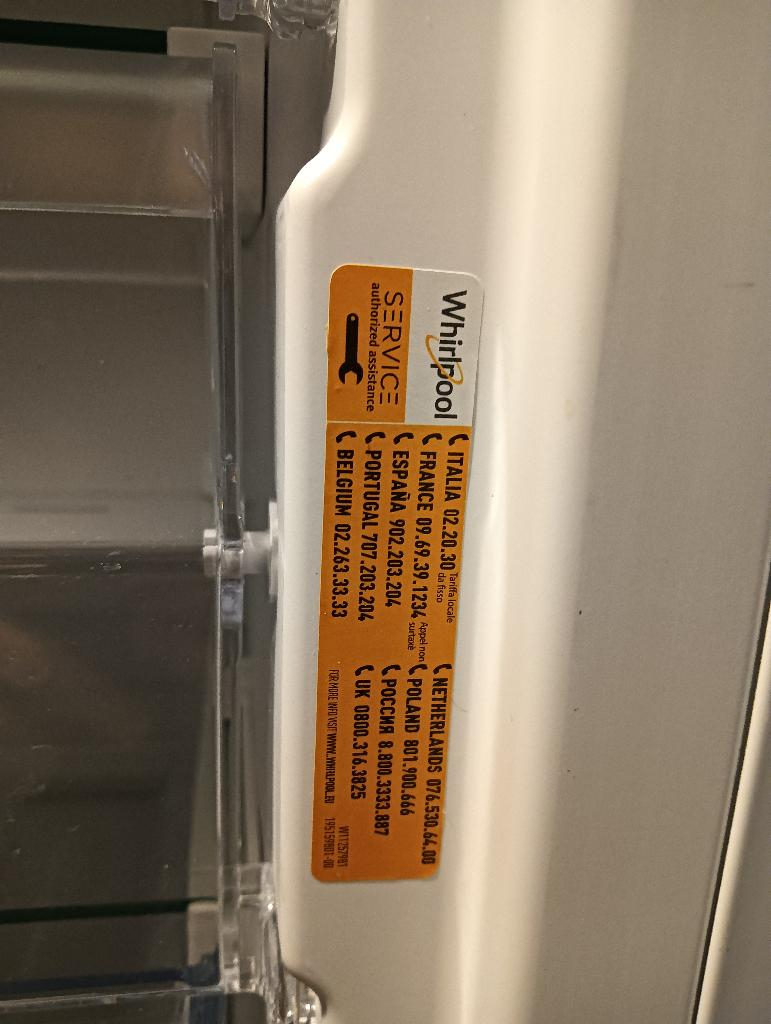 Whirlpool
SERVICE
authorized assistance
ITALIA 02.20.30 Tariffa locale da fisso
FRANCE 09.69.39.1234 Appel non surtaxé
ESPAÑA 902.203.204
PORTUGAL 707.203.204
BELGIUM 02.263.33.33
NETHERLANDS 076.530.64.00
POLAND 801.900.666
РОССИЯ 8.800.3333.887
UK 0800.316.3825
FOR MORE INFO VISIT WWW.WHIRLPOOL.EU
W11257981
195159801-00